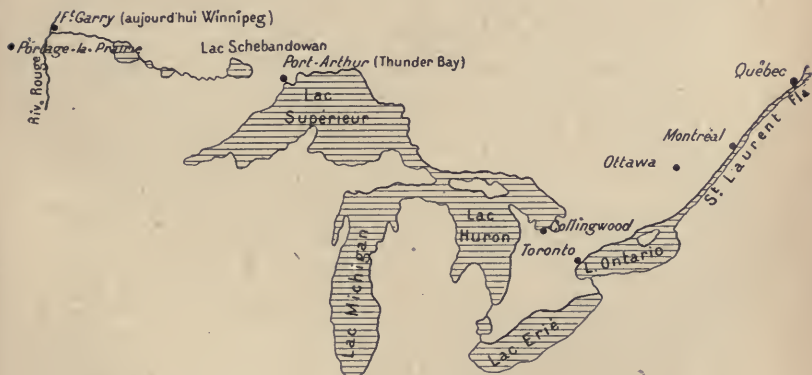 Ft Garry (aujourd'hui Winnipeg)
Portage-la-Prairie
Lac Schebandowan
Port-Arthur (Thunder Bay)
Riv. Rouge
Lac
Supérieur
Québec
Montréal
Ottawa
St. Laurent Fl.
Collingwood
Lac
Huron
Toronto
L. Ontario
Lac Michigan
Lac Erié